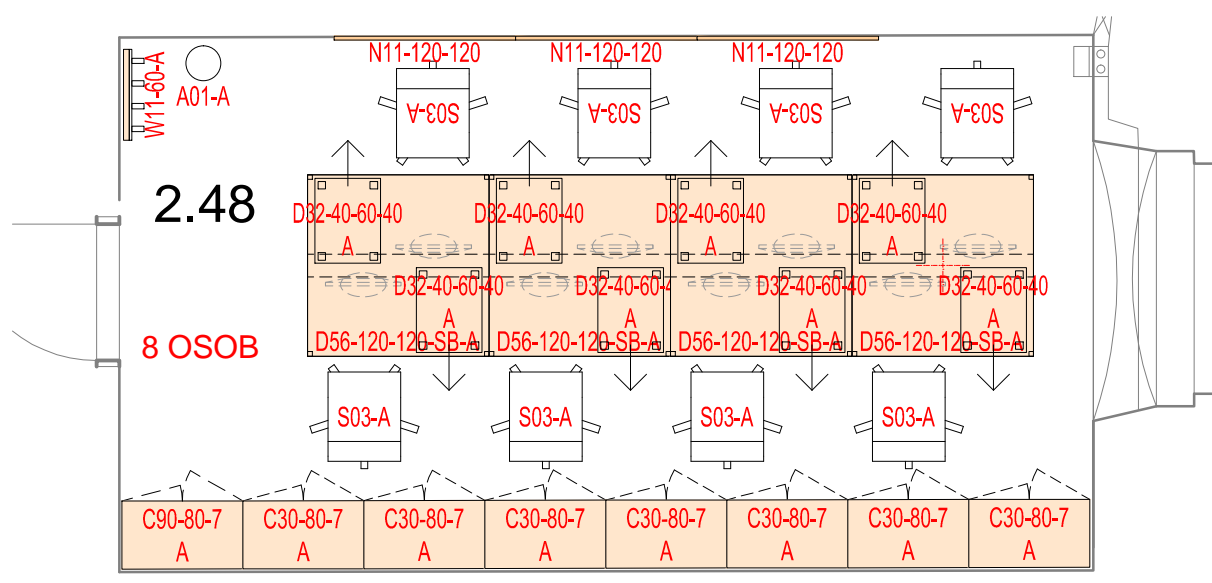 N11-120-120 N11-120-120 N11-120-120
W11-60-A
A01-A
S03-A S03-A S03-A S03-A
2.48
D32-40-60-40 D32-40-60-40 D32-40-60-40 D32-40-60-40
A A A A
D32-40-60-40 D32-40-60-4 D32-40-60-40 D32-40-60-40
A A A A
D56-120-120-SB-A D56-120-120-SB-A D56-120-120-SB-A D56-120-120-SB-A
8 OSOB
S03-A S03-A S03-A S03-A
C90-80-7 C30-80-7 C30-80-7 C30-80-7 C30-80-7 C30-80-7 C30-80-7 C30-80-7
A A A A A A A A